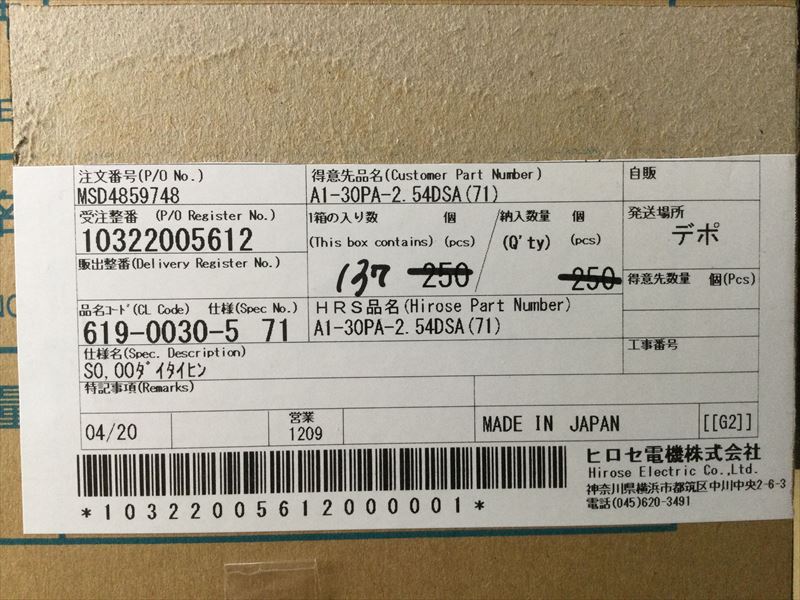 注文番号(P/O No.)
MSD4859748
得意先品名(Customer Part Number)
A1-30PA-2.54DSA(71)
自販
受注整番 (P/O Register No.)
10322005612
1箱の入り数 個
(This box contains) (pcs)
137 250
納入数量 個
(Q'ty) (pcs)
250
発送場所
デポ
販出整番(Delivery Register No.)
得意先数量 個(Pcs)
品名コード(CL Code) 仕様(Spec No.)
619-0030-5 71
HRS品名(Hirose Part Number)
A1-30PA-2.54DSA(71)
工事番号
仕様名(Spec. Description)
SO,00ダイタイヒン
特記事項(Remarks)
04/20
営業
1209
MADE IN JAPAN
[[G2]]
*10322005612000001*
ヒロセ電機株式会社
Hirose Electric Co.,Ltd.
神奈川県横浜市都筑区中川中央2-6-3
電話(045)620-3491